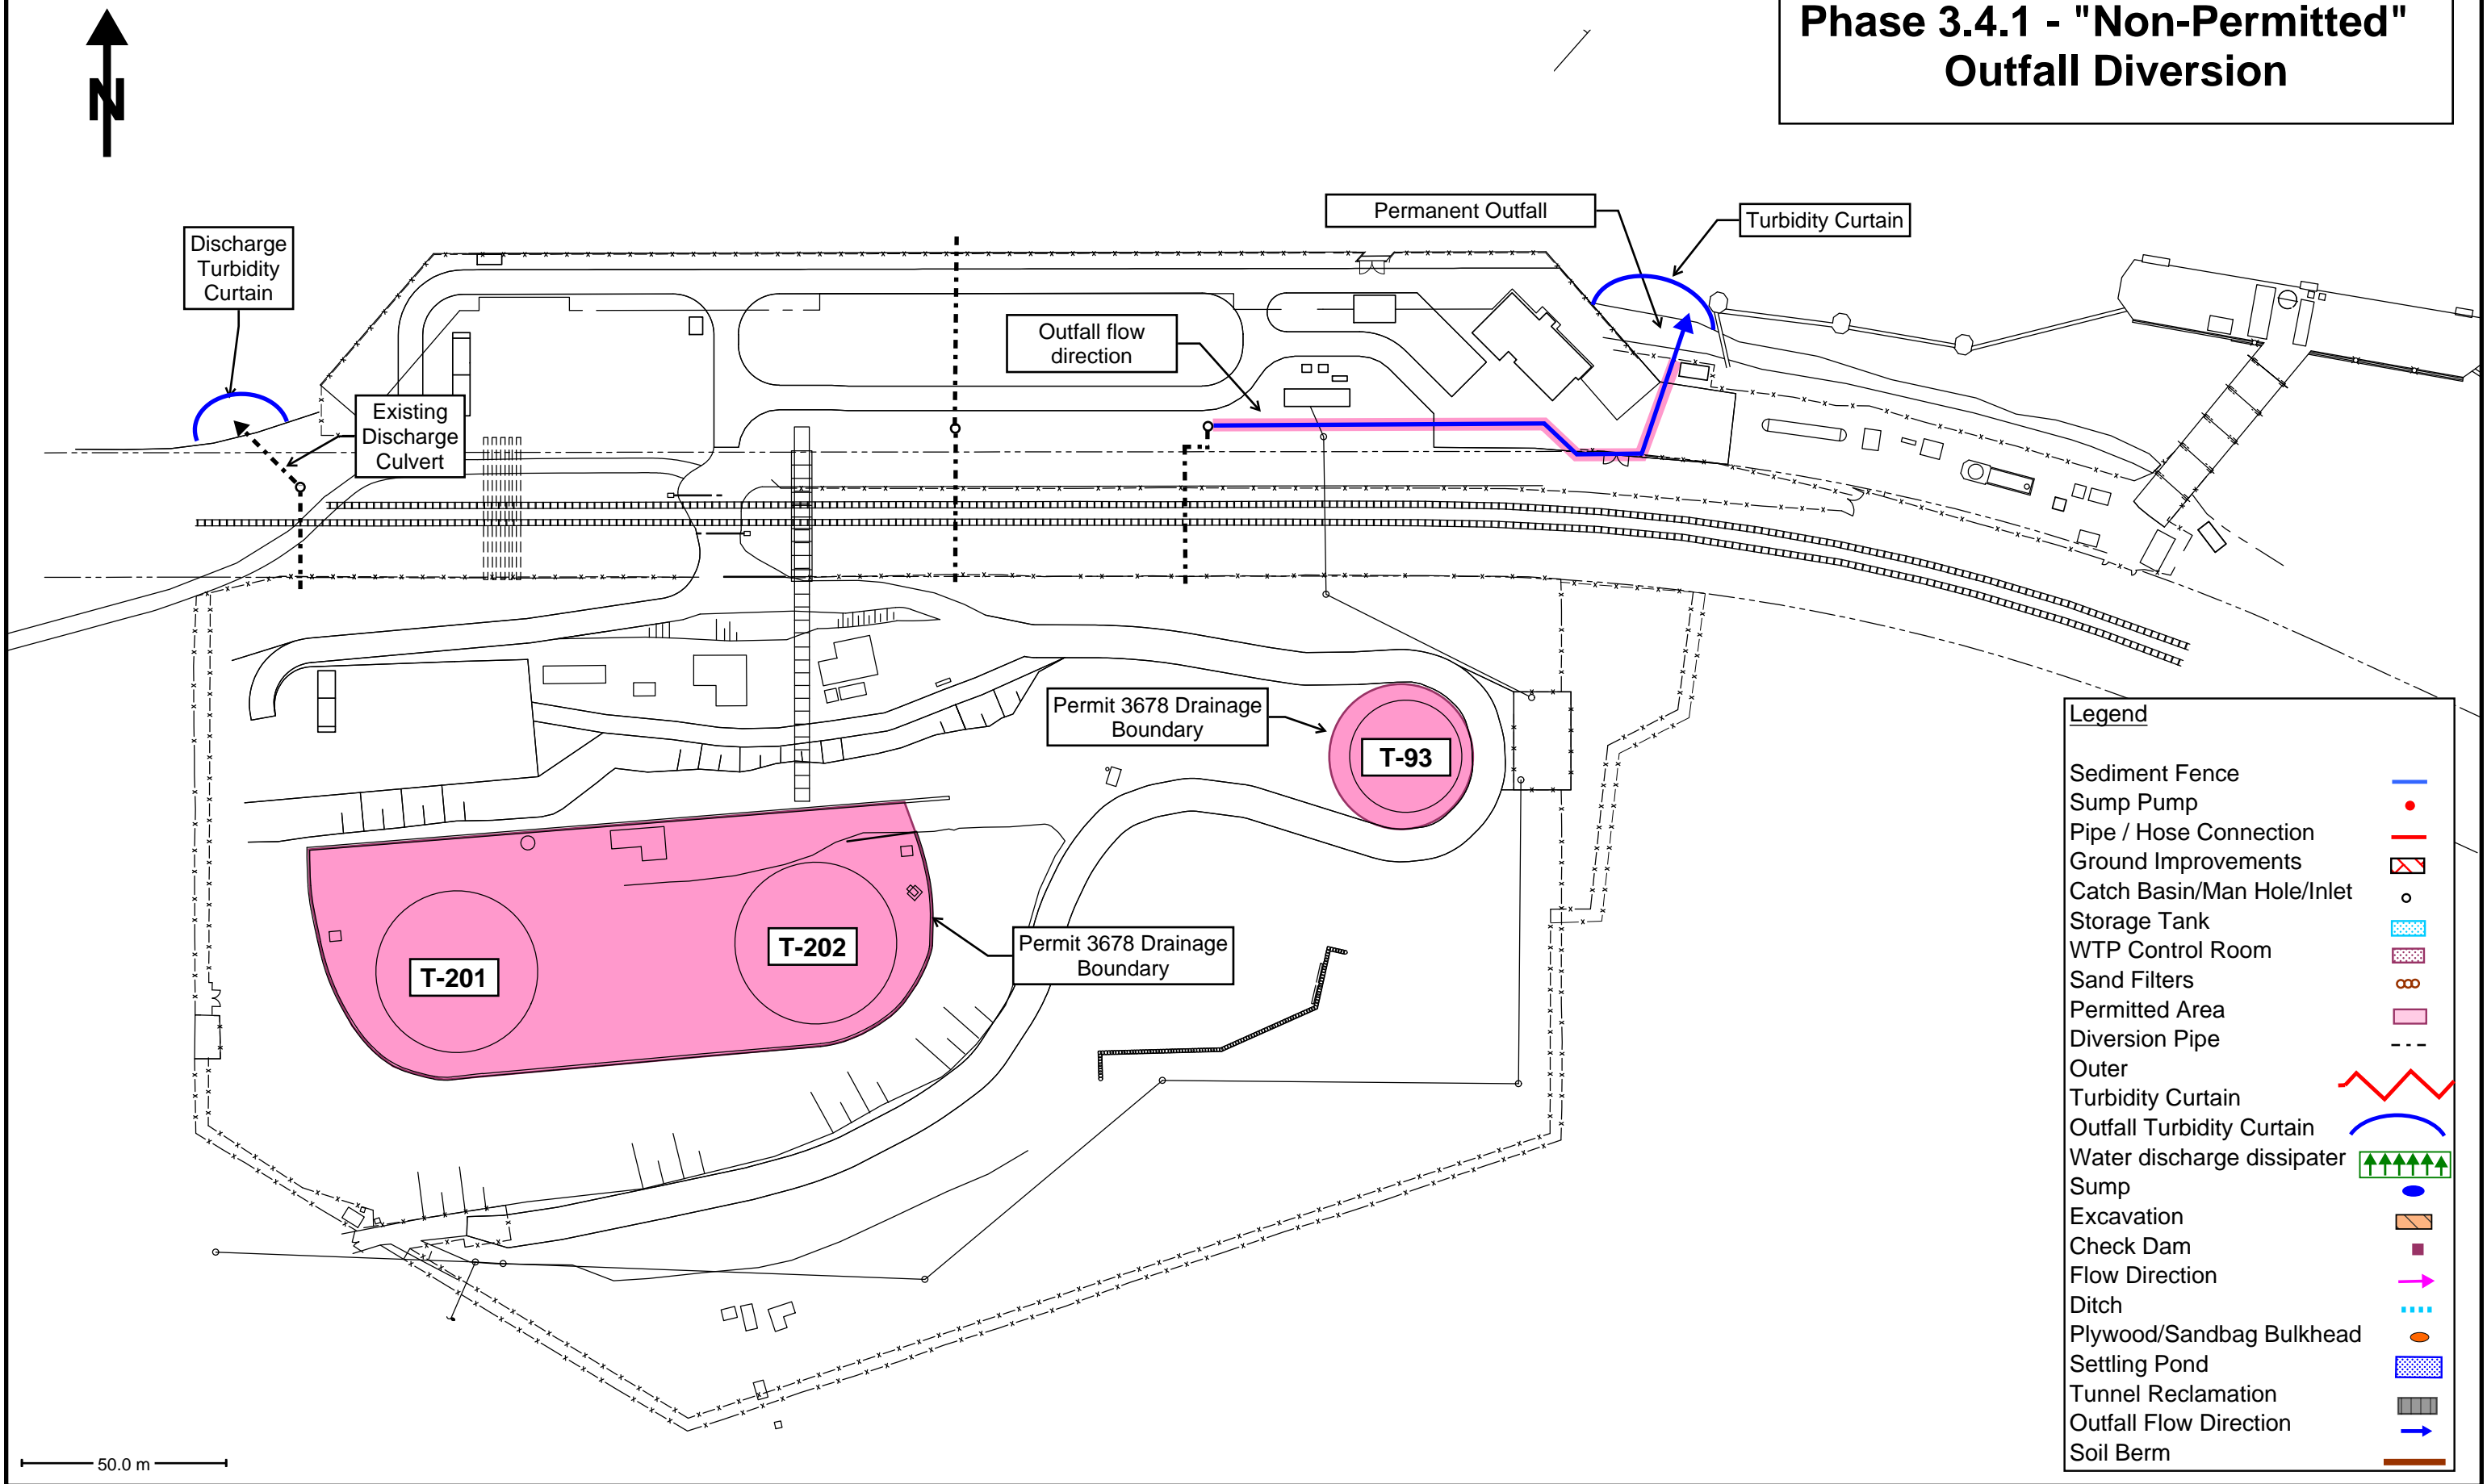 Phase 3.4.1 - "Non-Permitted"
Outfall Diversion
N
Permanent Outfall
Turbidity Curtain
Discharge
Turbidity
Curtain
Outfall flow
direction
Existing
Discharge
Culvert
Permit 3678 Drainage
Boundary
T-93
T-202
T-201
Permit 3678 Drainage
Boundary
Legend
Sediment Fence
Sump Pump
Pipe / Hose Connection
Ground Improvements
Catch Basin/Man Hole/Inlet
Storage Tank
WTP Control Room
Sand Filters
Permitted Area
Diversion Pipe
Outer
Turbidity Curtain
Outfall Turbidity Curtain
Water discharge dissipater
Sump
Excavation
Check Dam
Flow Direction
Ditch
Plywood/Sandbag Bulkhead
Settling Pond
Tunnel Reclamation
Outfall Flow Direction
Soil Berm
50.0 m